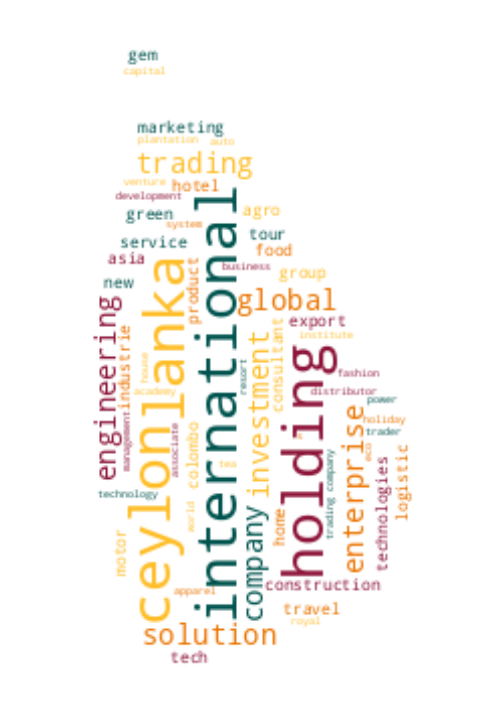 gem
capital
marketing
plantation
auto
trading
venture
hotel
development
international
green
agro
system
service
tour
food
asia
ceylon
lanka
product
business
new
group
global
engineering
industrie
export
consultant
institute
investment
holding
house
resort
fashion
academy
distributor
power
enterprise
management
associate
colombo
holiday
trader
eco
logistic
tea
trading company
technologies
technology
world
company
home
motor
apparel
construction
travel
royal
solution
tech